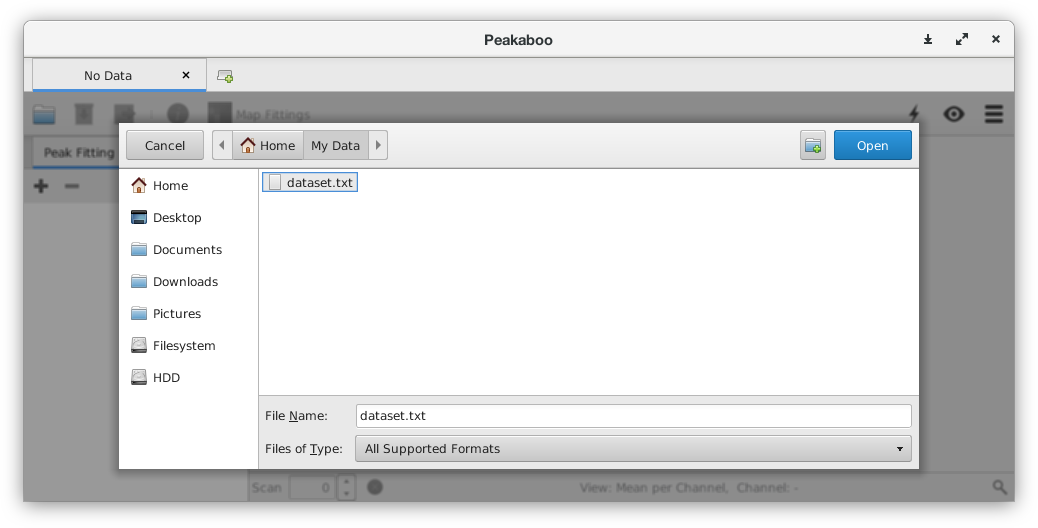 Peakaboo
No Data
Map Fittings
Peak Fitting
Cancel
Home
My Data
Open
Home
Desktop
Documents
Downloads
Pictures
Filesystem
HDD
dataset.txt
File Name: dataset.txt
Files of Type: All Supported Formats
Scan 0
View: Mean per Channel, Channel: -